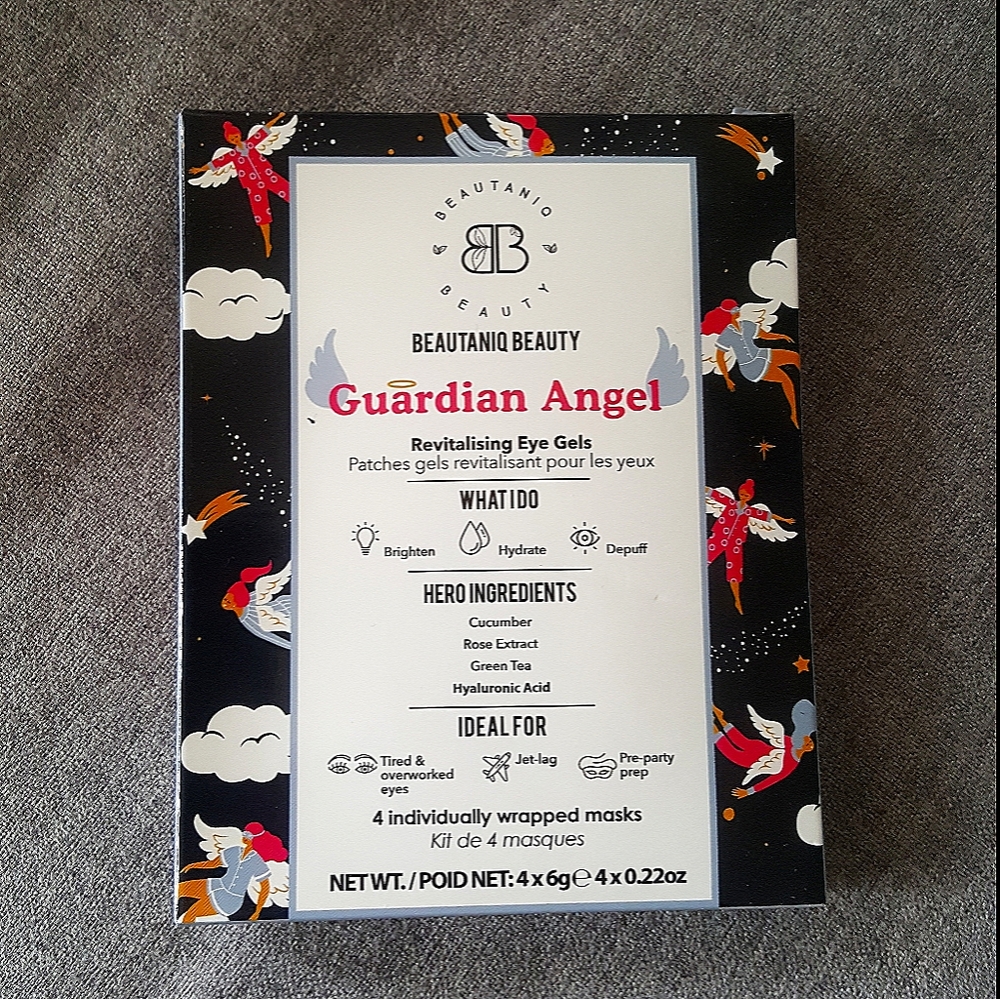 BEAUTANIQ
BB
BEAUTY
BEAUTANIQ BEAUTY
Guardian Angel
Revitalising Eye Gels
Patches gels revitalisant pour les yeux
WHAT I DO
Brighten Hydrate Depuff
HERO INGREDIENTS
Cucumber
Rose Extract
Green Tea
Hyaluronic Acid
IDEAL FOR
Tired &
overworked
eyes
Jet-lag
Pre-party
prep
4 individually wrapped masks
Kit de 4 masques
NET WT. / POID NET: 4 x 6g℮ 4 x 0.22oz